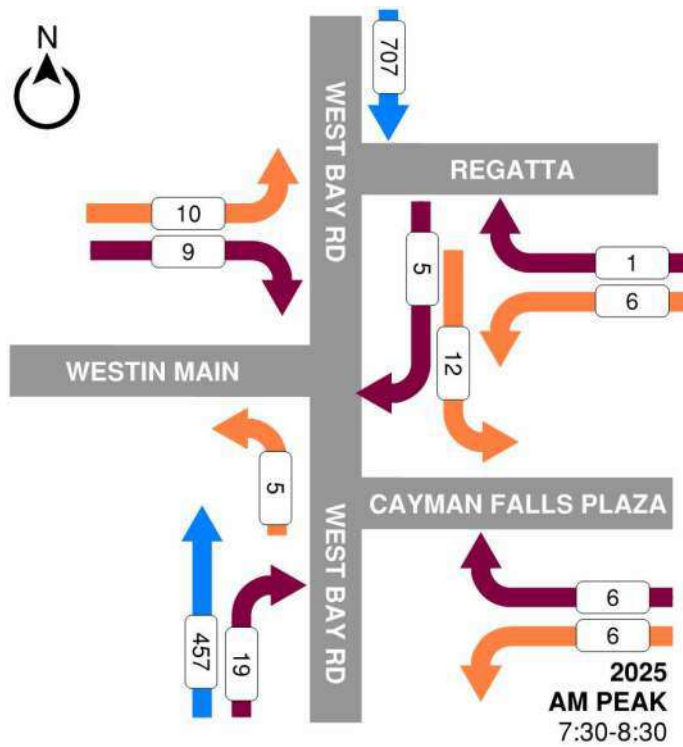 N
707
WEST BAY RD
REGATTA
10
9
5
1
6
12
WESTIN MAIN
5
CAYMAN FALLS PLAZA
WEST BAY RD
457
19
6
6
2025
AM PEAK
7:30-8:30